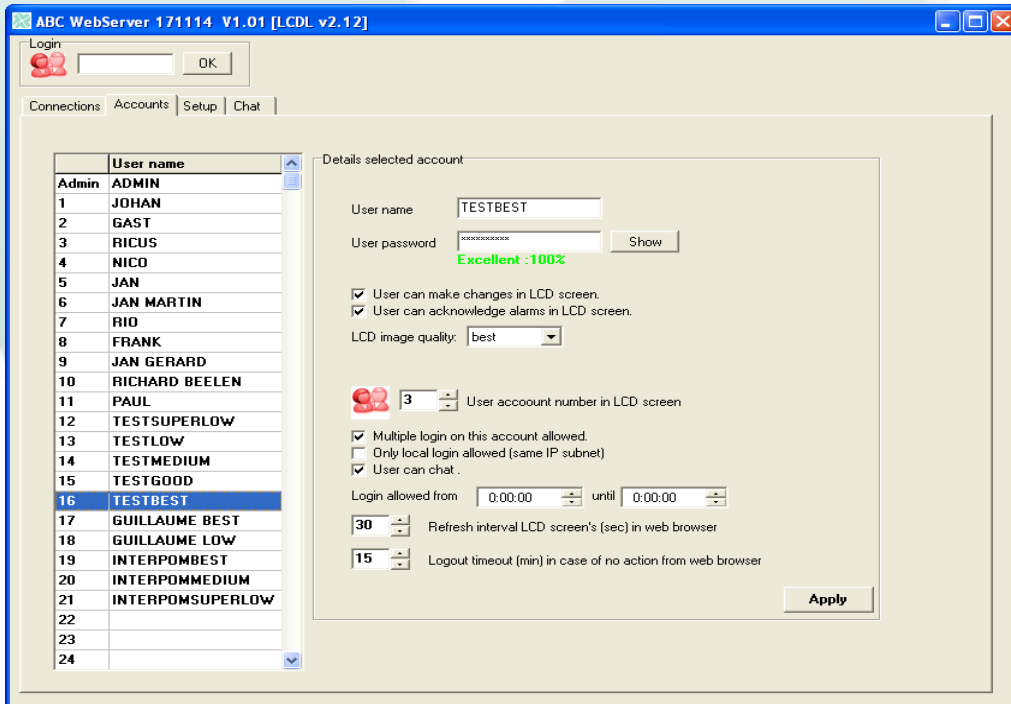 ABC WebServer 171114 V1.01 [LCDL v2.12]
Login
OK
Connections Accounts Setup Chat
User name
Admin ADMIN
1 JOHAN
2 GAST
3 RICUS
4 NICO
5 JAN
6 JAN MARTIN
7 RIO
8 FRANK
9 JAN GERARD
10 RICHARD BEELEN
11 PAUL
12 TESTSUPERLOW
13 TESTLOW
14 TESTMEDIUM
15 TESTGOOD
16 TESTBEST
17 GUILLAUME BEST
18 GUILLAUME LOW
19 INTERPOMBEST
20 INTERPOMMEDIUM
21 INTERPOMSUPERLOW
22
23
24
Details selected account
User name TESTBEST
User password ********** Show
Excellent :100%
User can make changes in LCD screen.
User can acknowledge alarms in LCD screen.
LCD image quality: best
3 User accoount number in LCD screen
Multiple login on this account allowed.
Only local login allowed (same IP subnet)
User can chat .
Login allowed from 0:00:00 until 0:00:00
30 Refresh interval LCD screen's (sec) in web browser
15 Logout timeout (min) in case of no action from web browser
Apply